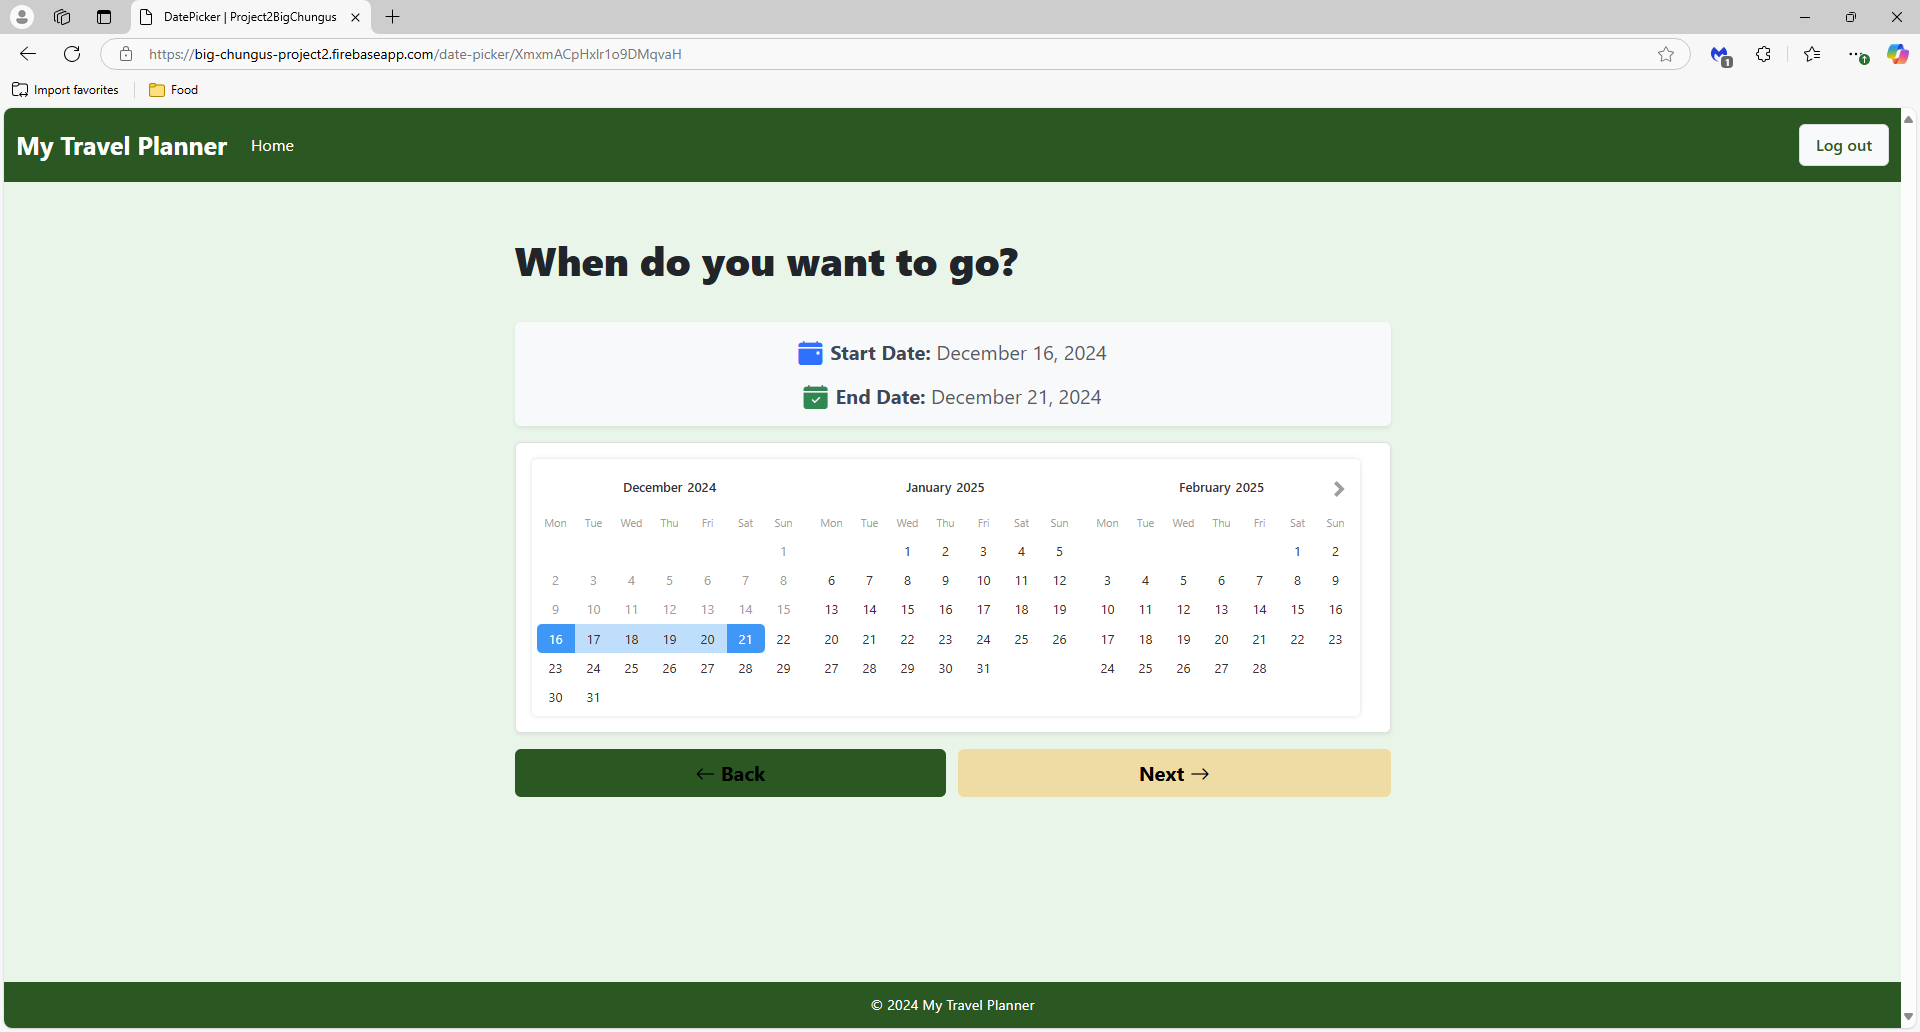 DatePicker | Project2BigChungus
https://big-chungus-project2.firebaseapp.com/date-picker/XmxmACpHxlr1o9DMqvaH
1
Import favorites
Food
My Travel Planner
Home
Log out
When do you want to go?
Start Date: December 16, 2024
End Date: December 21, 2024
December 2024
Mon Tue Wed Thu Fri Sat Sun
1
2 3 4 5 6 7 8
9 10 11 12 13 14 15
16 17 18 19 20 21 22
23 24 25 26 27 28 29
30 31
January 2025
Mon Tue Wed Thu Fri Sat Sun
1 2 3 4 5
6 7 8 9 10 11 12
13 14 15 16 17 18 19
20 21 22 23 24 25 26
27 28 29 30 31
February 2025
Mon Tue Wed Thu Fri Sat Sun
1 2
3 4 5 6 7 8 9
10 11 12 13 14 15 16
17 18 19 20 21 22 23
24 25 26 27 28
← Back
Next →
© 2024 My Travel Planner